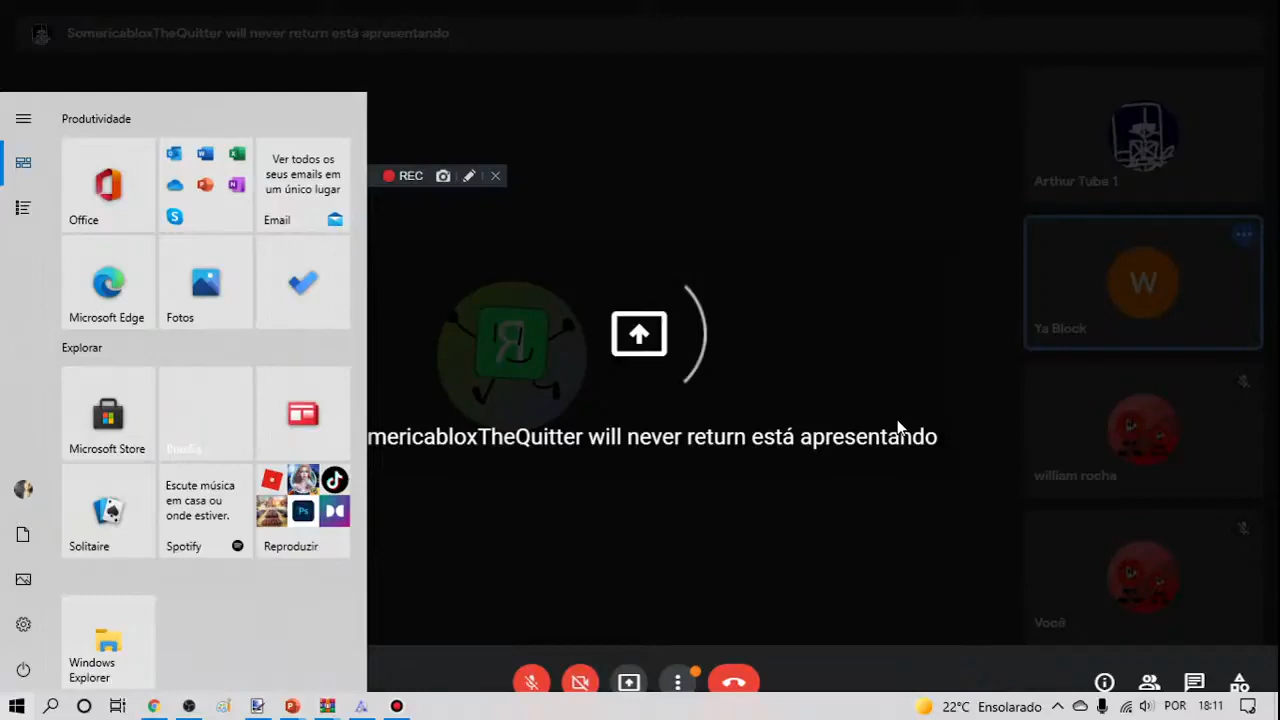 SomericabloxTheQuitter will never return está apresentando
Produtividade
Office
Ver todos os
seus emails em
um único lugar
Email
Microsoft Edge
Fotos
Explorar
Microsoft Store
Solitaire
Escute música
em casa ou
onde estiver.
Spotify
Ps
Reproduzir
Windows
Explorer
REC
mericabloxTheQuitter will never return está apresentando
Arthur Tube 1
W
Ya Block
william rocha
Você
22°C Ensolarado
POR
18:11